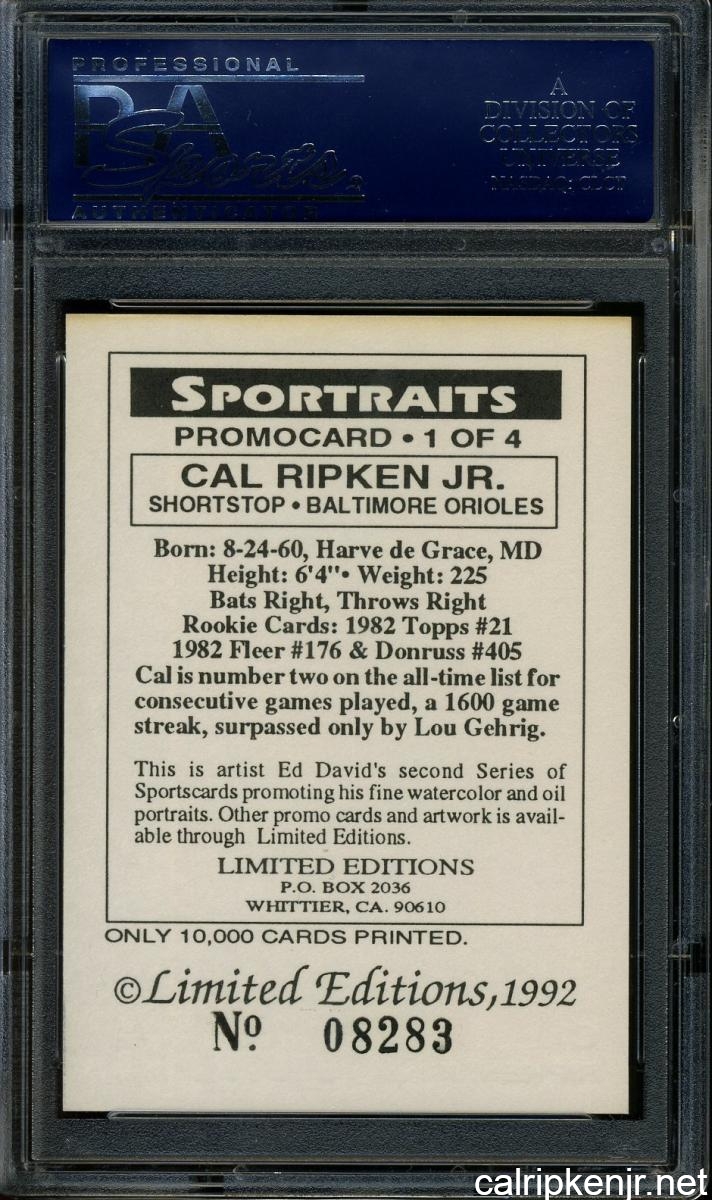 PROFESSIONAL
PSA
Sports.
AUTHENTICATOR
A
DIVISION OF
COLLECTORS
UNIVERSE
NASDAQ: CLCT
SPORTRAITS
PROMOCARD • 1 OF 4
CAL RIPKEN JR.
SHORTSTOP • BALTIMORE ORIOLES
Born: 8-24-60, Harve de Grace, MD
Height: 6'4"• Weight: 225
Bats Right, Throws Right
Rookie Cards: 1982 Topps #21
1982 Fleer #176 & Donruss #405
Cal is number two on the all-time list for
consecutive games played, a 1600 game
streak, surpassed only by Lou Gehrig.
This is artist Ed David's second Series of
Sportscards promoting his fine watercolor and oil
portraits. Other promo cards and artwork is avail-
able through Limited Editions.
LIMITED EDITIONS
P.O. BOX 2036
WHITTIER, CA. 90610
ONLY 10,000 CARDS PRINTED.
©Limited Editions,1992
Nº 08283
calripkenjr.net